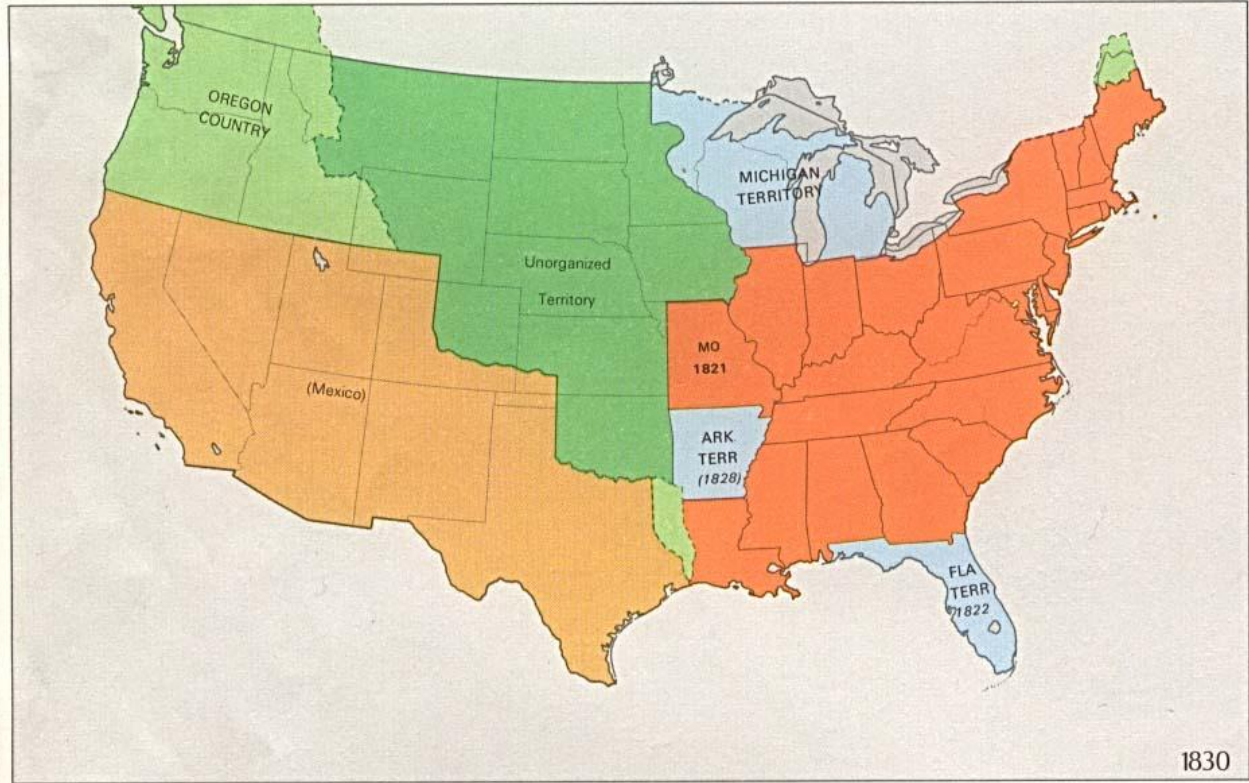 OREGON
COUNTRY
MICHIGAN
TERRITORY
Unorganized
Territory
MO
1821
(Mexico)
ARK
TERR
(1828)
FLA
TERR
1822
1830